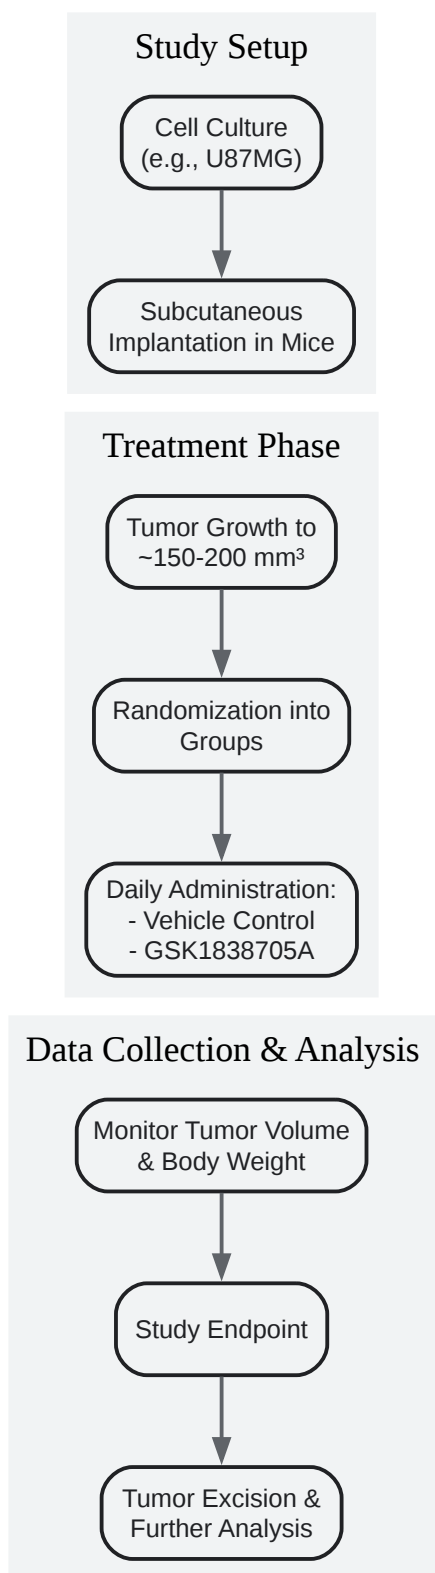 Study Setup
Cell Culture
(e.g., U87MG)
Subcutaneous
Implantation in Mice
Treatment Phase
Tumor Growth to
~150-200 mm³
Randomization into
Groups
Daily Administration:
- Vehicle Control
- GSK1838705A
Data Collection & Analysis
Monitor Tumor Volume
& Body Weight
Study Endpoint
Tumor Excision &
Further Analysis